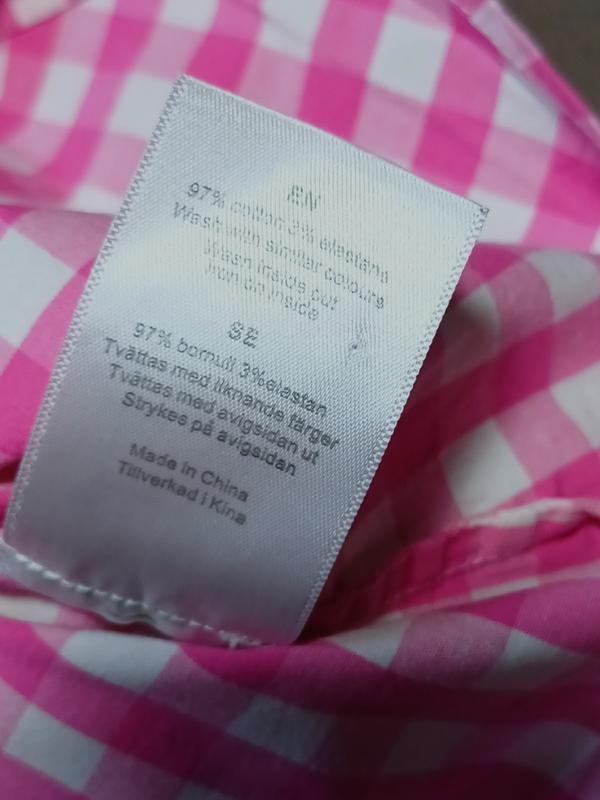 EN
97% cotton 3% elastane
Wash with similar colours
Wash inside out
Iron on inside
SE
97% bomull 3%elastan
Tvättas med liknande färger
Tvättas med avigsidan ut
Strykes på avigsidan
Made in China
Tillverkad i Kina